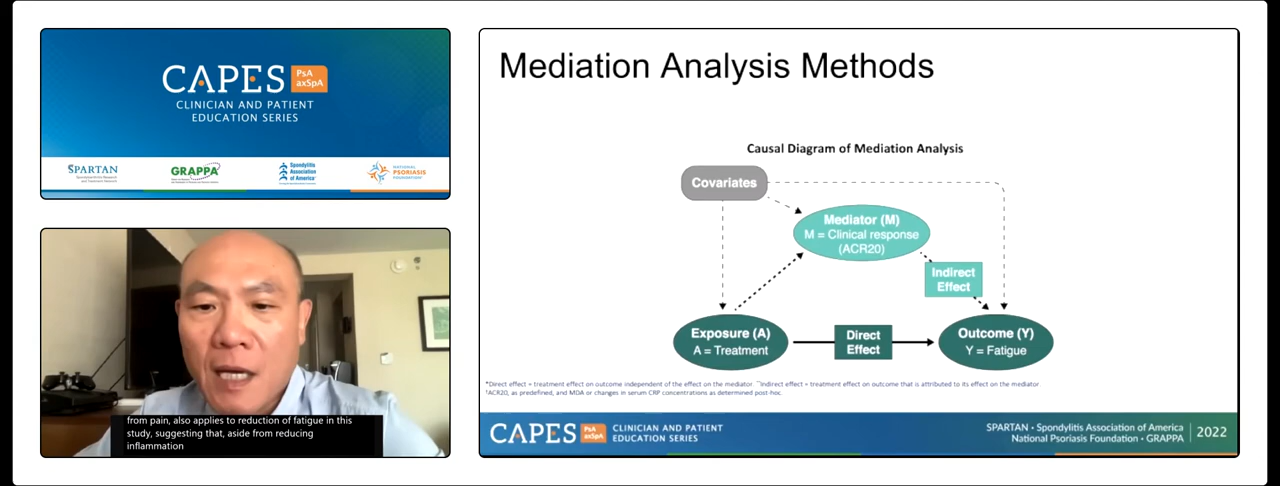 CAPES PsA axSpA
CLINICIAN AND PATIENT
EDUCATION SERIES
SPARTAN
GRAPPA
Spondylitis
Association
of America
NATIONAL
PSORIASIS
FOUNDATION
from pain, also applies to reduction of fatigue in this
study, suggesting that, aside from reducing
inflammation
Mediation Analysis Methods
Causal Diagram of Mediation Analysis
Covariates
Mediator (M)
M = Clinical response
(ACR20)
Indirect
Effect
Exposure (A)
A = Treatment
Direct
Effect
Outcome (Y)
Y = Fatigue
*Direct effect = treatment effect on outcome independent of the effect on the mediator. **Indirect effect = treatment effect on outcome that is attributed to its effect on the mediator.
†ACR20, as predefined, and MDA or changes in serum CRP concentrations as determined post-hoc.
CAPES PsA axSpA
CLINICIAN AND PATIENT
EDUCATION SERIES
SPARTAN • Spondylitis Association of America
National Psoriasis Foundation • GRAPPA
2022